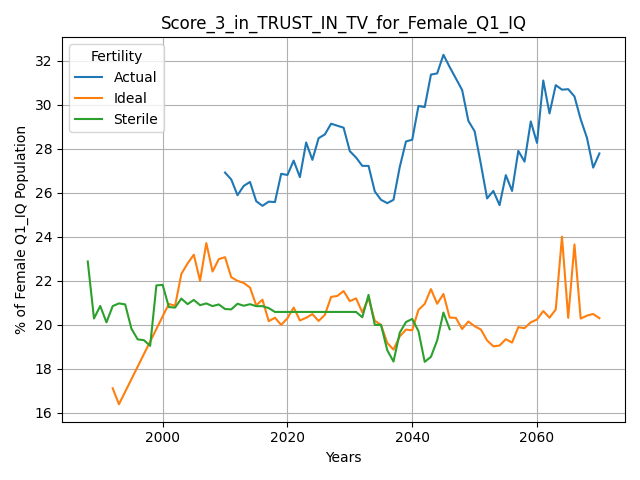 Score_3_in_TRUST_IN_TV_for_Female_Q1_IQ
Fertility
Actual
Ideal
Sterile
% of Female Q1_IQ Population
32
30
28
26
24
22
20
18
16
2000
2020
2040
2060
Years